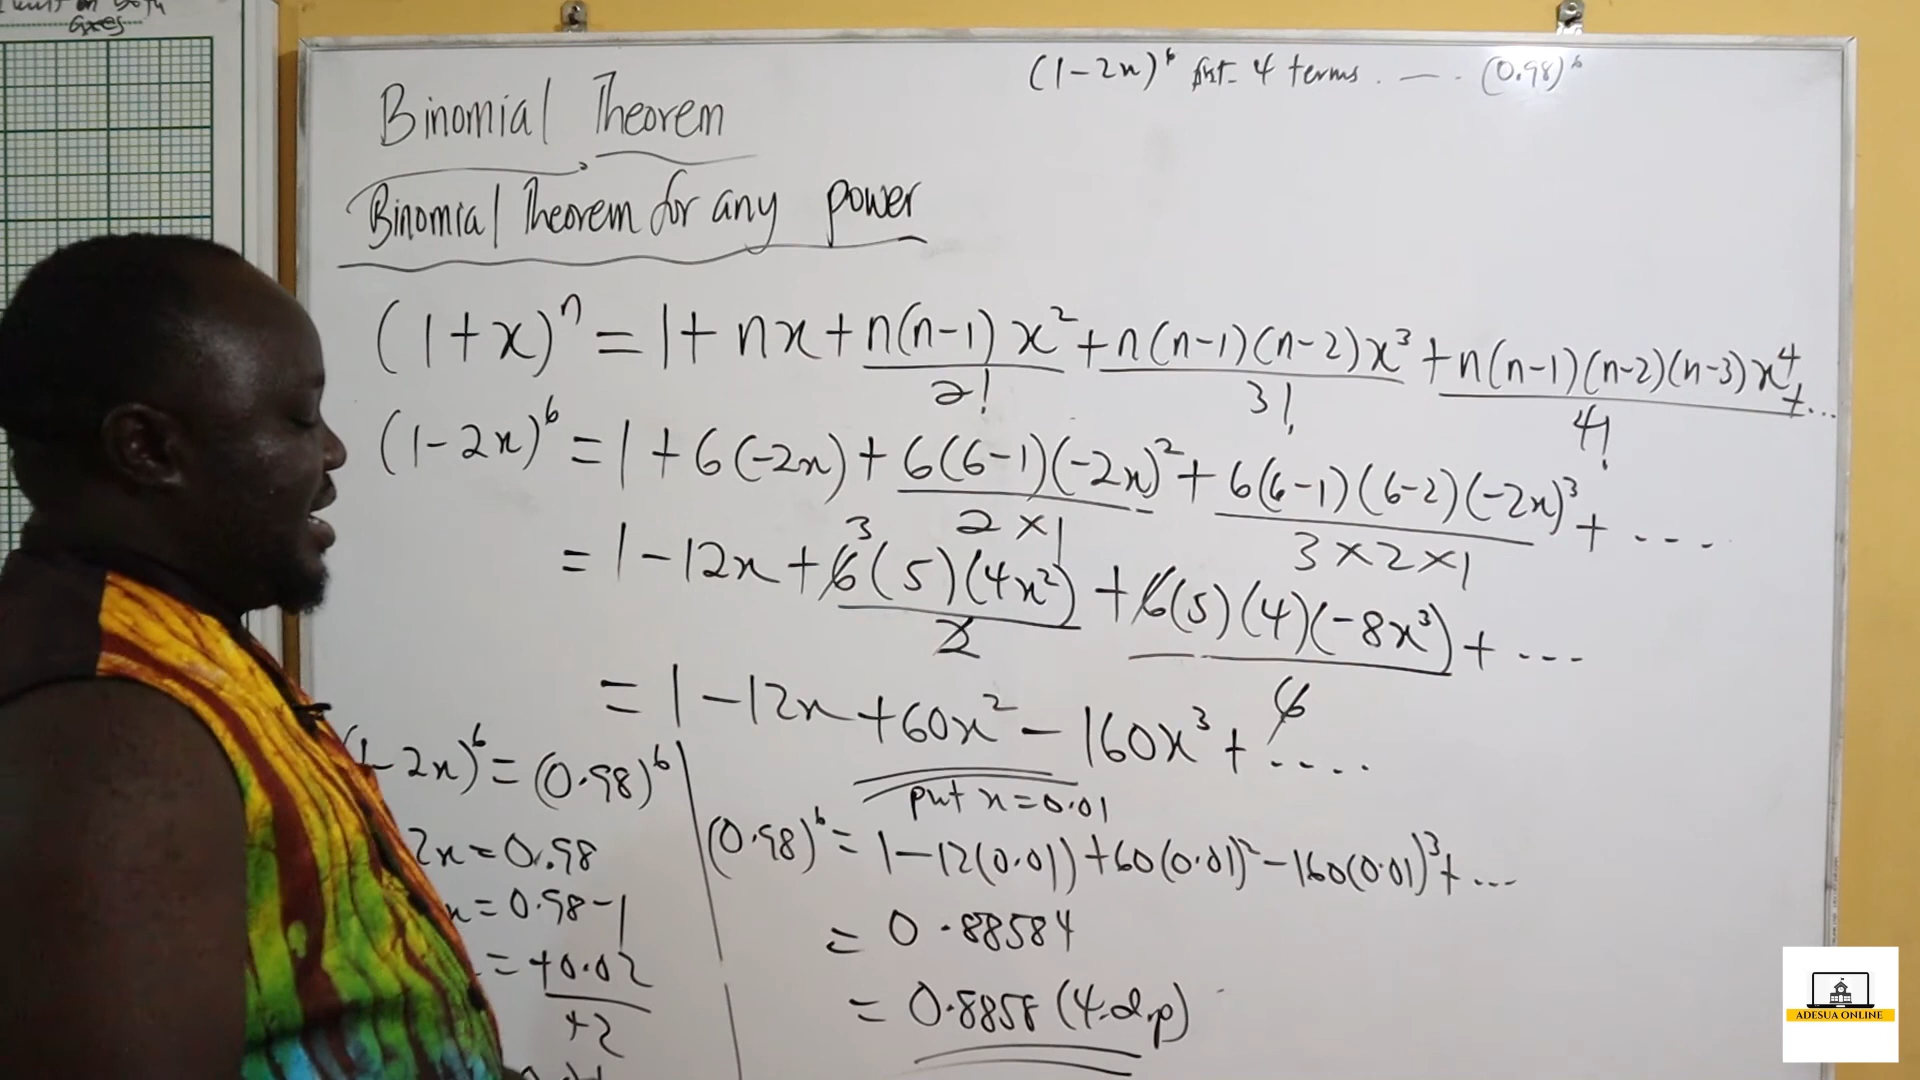 axes
(1-2x)⁶ fst 4 terms. — . (0.98)⁶
Binomial Theorem
Binomial Theorem for any power
(1+x)ⁿ = 1 + nx + n(n-1)x²/2! + n(n-1)(n-2)x³/3! + n(n-1)(n-2)(n-3)x⁴/4! + ...
(1-2x)⁶ = 1 + 6(-2x) + 6(6-1)(-2x)²/2×1 + 6(6-1)(6-2)(-2x)³/3×2×1 + ....
= 1 - 12x + 6(5)(4x²)/2 + 6(5)(4)(-8x³)/6 + ...
3
= 1 - 12x + 60x² - 160x³ + ....
put x = 0.01
(0.98)⁶ = 1 - 12(0.01) + 60(0.01)² - 160(0.01)³ + ...
= 0.88584
= 0.8858 (4.d.p)
1-2x)⁶ = (0.98)⁶
2x = 0.98
x = 0.98 - 1
= +0.02/+2
ADESUA ONLINE